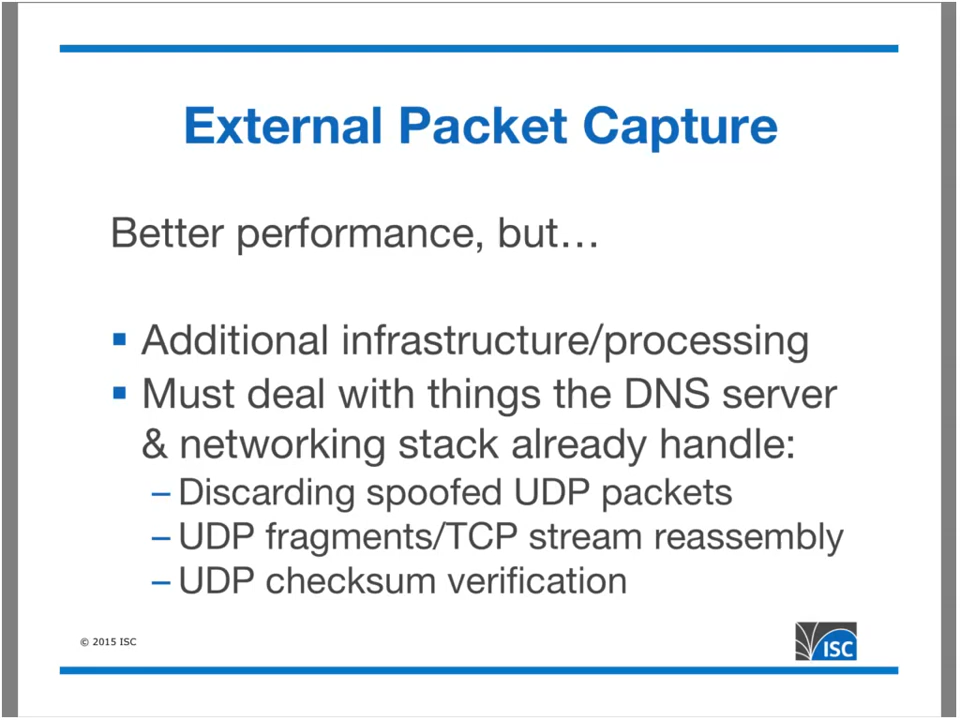 External Packet Capture
Better performance, but…
▪ Additional infrastructure/processing
▪ Must deal with things the DNS server
& networking stack already handle:
– Discarding spoofed UDP packets
– UDP fragments/TCP stream reassembly
– UDP checksum verification
© 2015 ISC
ISC